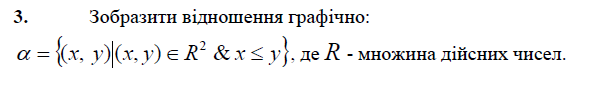 3. Зобразити відношення графічно:
α = {(x, y)|(x, y) ∈ R² & x ≤ y}, де R - множина дійсних чисел.